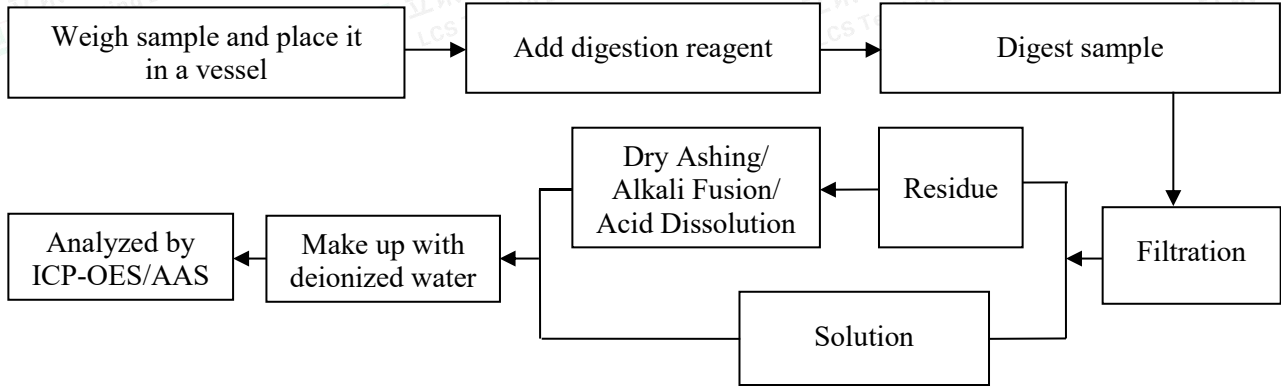 Weigh sample and place it
in a vessel
Add digestion reagent
Digest sample
Dry Ashing/
Alkali Fusion/
Acid Dissolution
Residue
Filtration
Analyzed by
ICP-OES/AAS
Make up with
deionized water
Solution